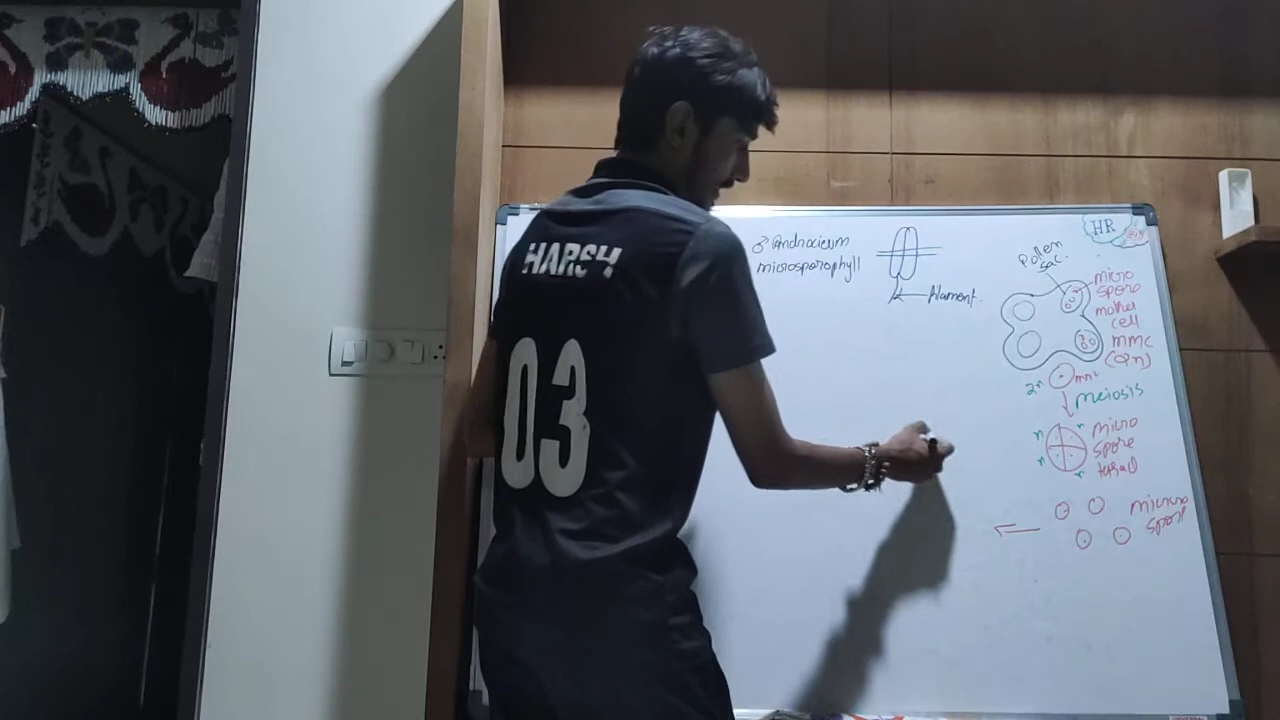 HARSH
03
♂ Androcium
microsporophyll
filament.
HR
Pollen
sac.
micro
spore
mother
cell
mmc
(2n)
2n
mmc
meiosis
n
n
micro
spore
tetrad
n
n
micro
spore